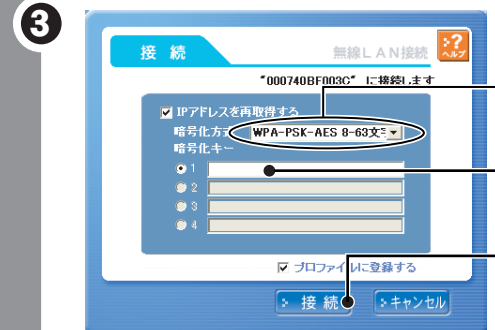 3
接 続
無線LAN接続
?
ヘルプ
"000740BF003C" に接続します
IPアドレスを再取得する
暗号化方
WPA-PSK-AES 8-63文字
暗号化キー
1
2
3
4
プロファイルに登録する
接 続
キャンセル